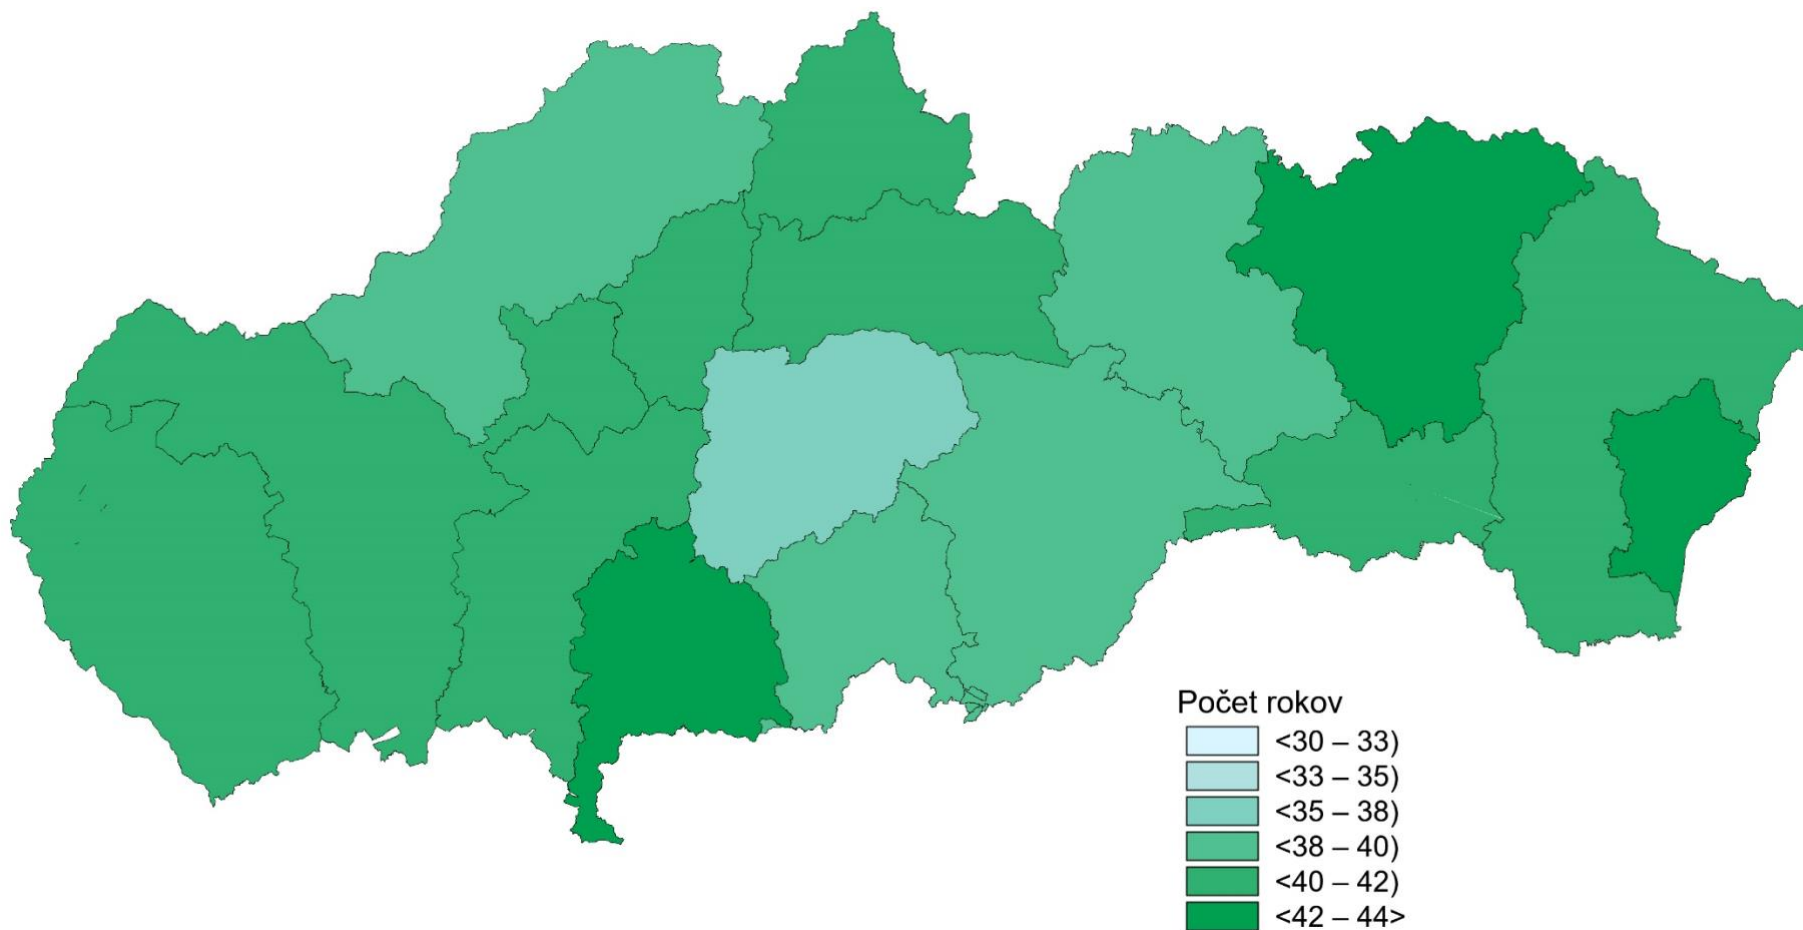 Počet rokov
<30 – 33)
<33 – 35)
<35 – 38)
<38 – 40)
<40 – 42)
<42 – 44>